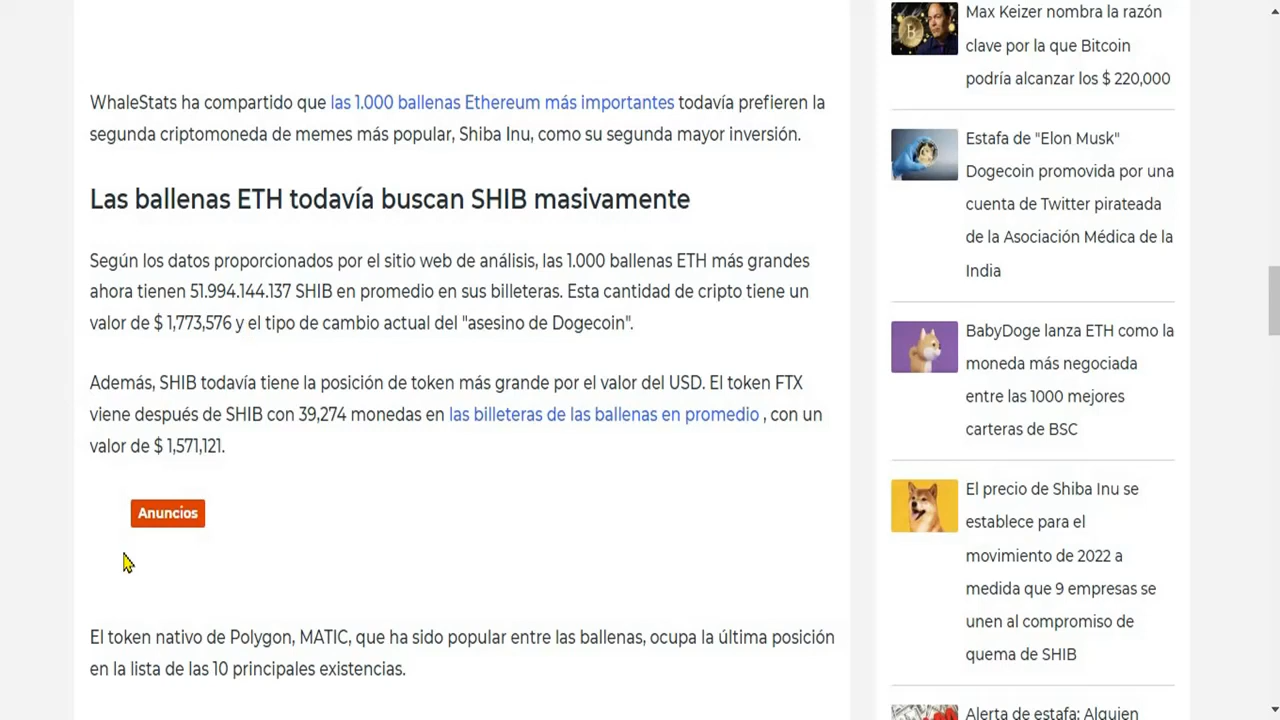 WhaleStats ha compartido que las 1.000 ballenas Ethereum más importantes todavía prefieren la
segunda criptomoneda de memes más popular, Shiba Inu, como su segunda mayor inversión.
Las ballenas ETH todavía buscan SHIB masivamente
Según los datos proporcionados por el sitio web de análisis, las 1.000 ballenas ETH más grandes
ahora tienen 51.994.144.137 SHIB en promedio en sus billeteras. Esta cantidad de cripto tiene un
valor de $ 1,773,576 y el tipo de cambio actual del "asesino de Dogecoin".
Además, SHIB todavía tiene la posición de token más grande por el valor del USD. El token FTX
viene después de SHIB con 39,274 monedas en las billeteras de las ballenas en promedio , con un
valor de $ 1,571,121.
Anuncios
El token nativo de Polygon, MATIC, que ha sido popular entre las ballenas, ocupa la última posición
en la lista de las 10 principales existencias.
Max Keizer nombra la razón
clave por la que Bitcoin
podría alcanzar los $ 220,000
Estafa de "Elon Musk"
Dogecoin promovida por una
cuenta de Twitter pirateada
de la Asociación Médica de la
India
BabyDoge lanza ETH como la
moneda más negociada
entre las 1000 mejores
carteras de BSC
El precio de Shiba Inu se
establece para el
movimiento de 2022 a
medida que 9 empresas se
unen al compromiso de
quema de SHIB
Alerta de estafa: Alguien